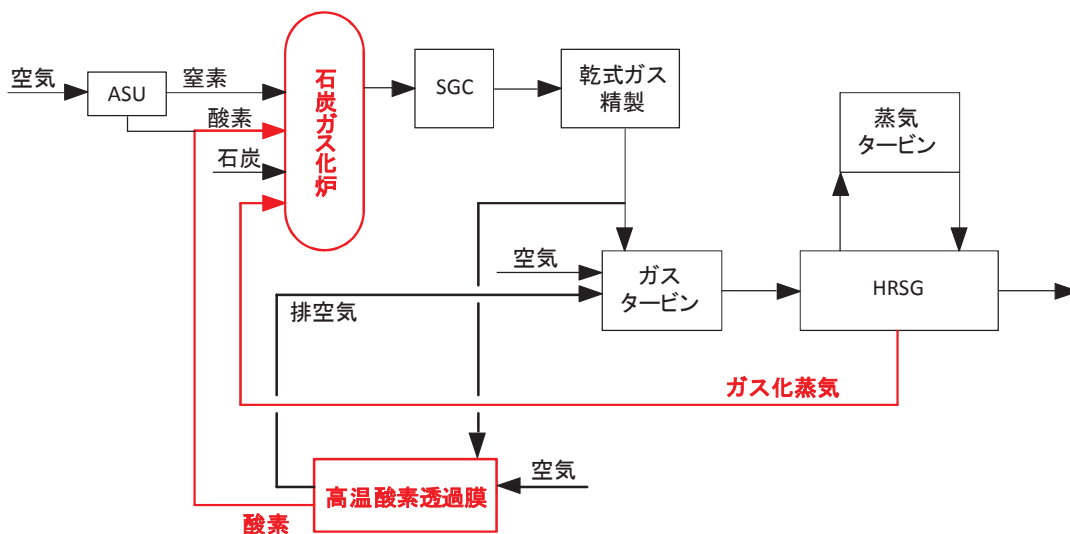 空気
ASU
窒素
酸素
石炭
石炭ガス化炉
SGC
乾式ガス
精製
蒸気
タービン
空気
ガス
タービン
HRSG
排空気
ガス化蒸気
高温酸素透過膜
空気
酸素